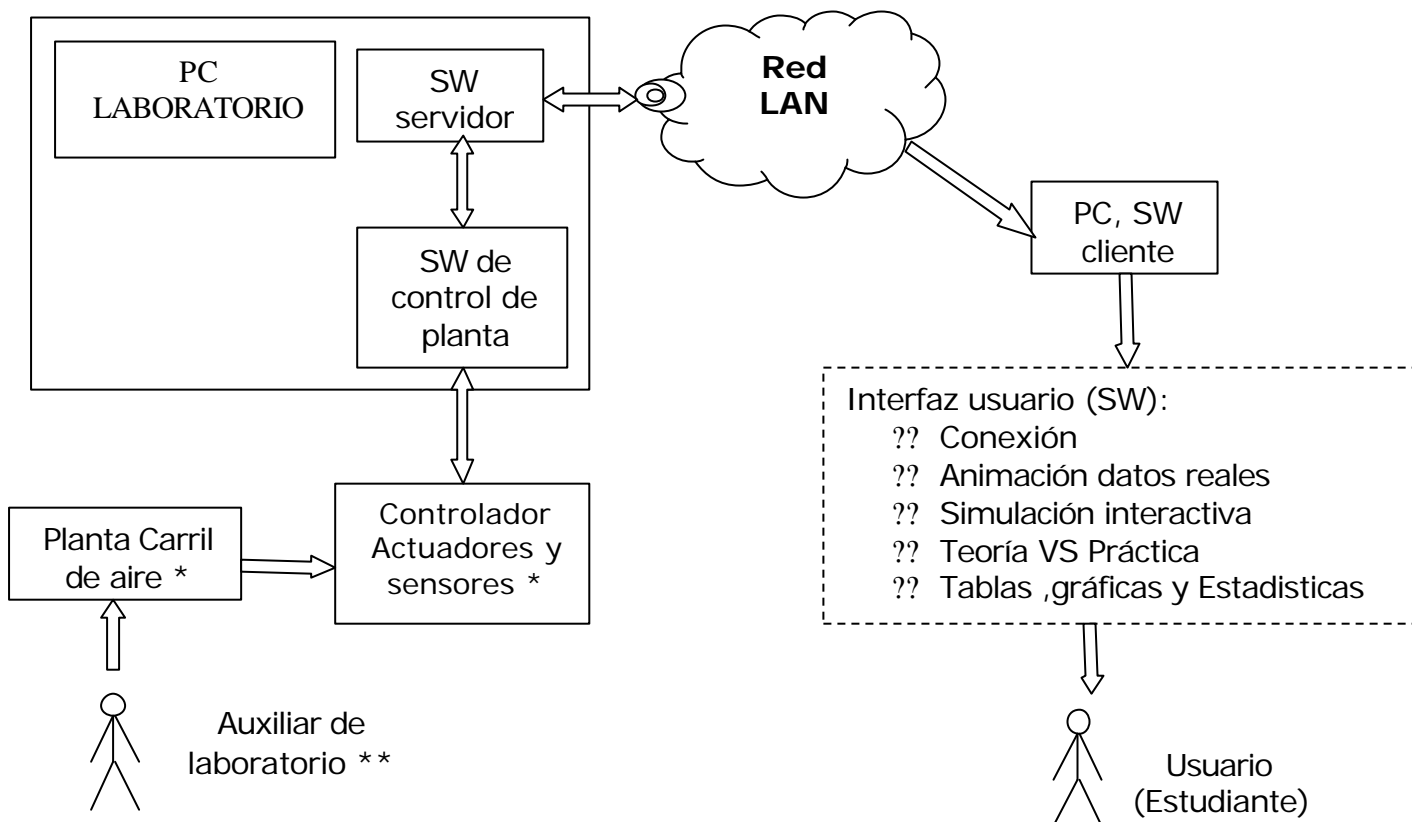 PC
LABORATORIO
SW
servidor
Red
LAN
PC, SW
cliente
SW de
control de
planta
Interfaz usuario (SW):
?? Conexión
?? Animación datos reales
?? Simulación interactiva
?? Teoría VS Práctica
?? Tablas ,gráficas y Estadisticas
Planta Carril
de aire *
Controlador
Actuadores y
sensores *
Auxiliar de
laboratorio **
Usuario
(Estudiante)